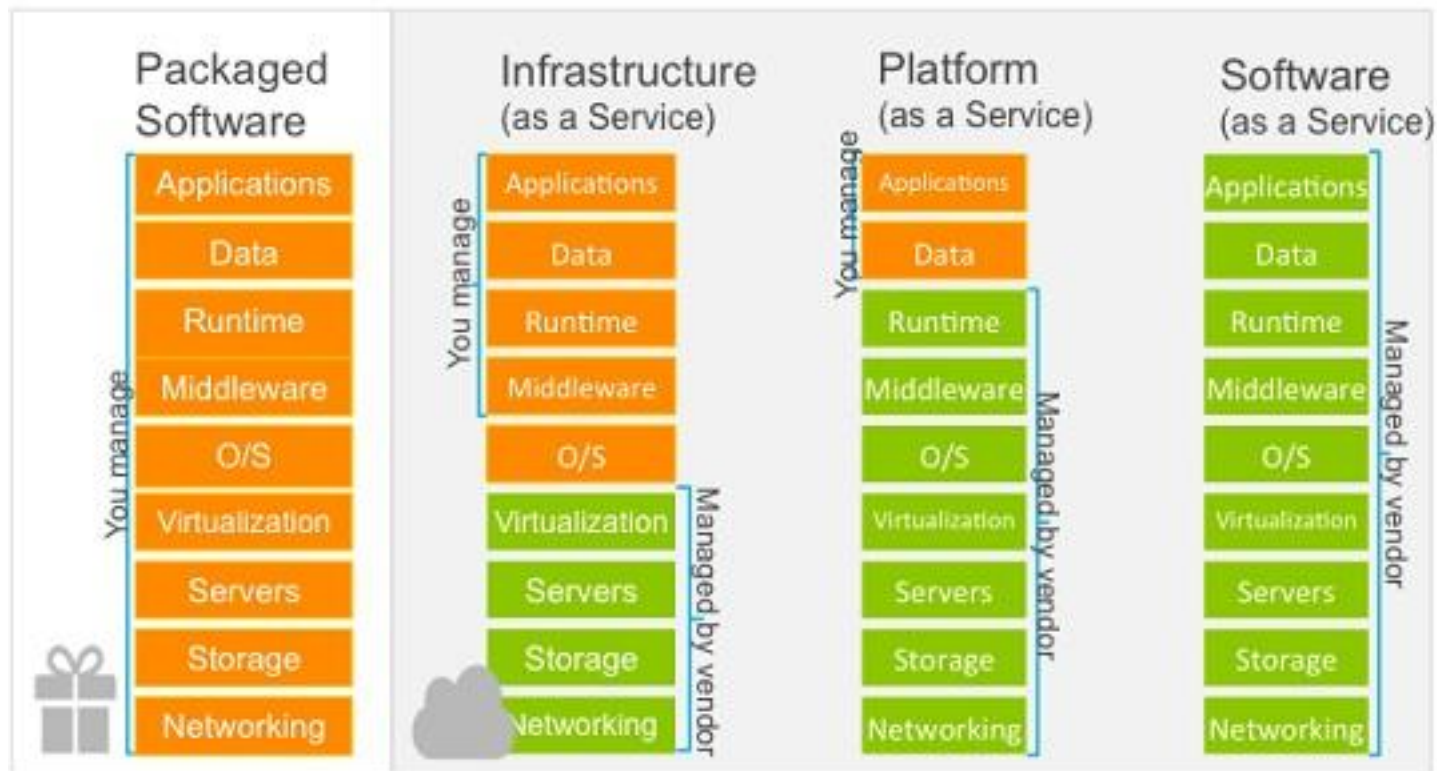 Packaged
Software
You manage
Applications
Data
Runtime
Middleware
O/S
Virtualization
Servers
Storage
Networking
Infrastructure
(as a Service)
You manage
Applications
Data
Runtime
Middleware
O/S
Virtualization
Servers
Storage
Networking
Managed by vendor
Platform
(as a Service)
You manage
Applications
Data
Runtime
Middleware
O/S
Virtualization
Servers
Storage
Networking
Managed by vendor
Software
(as a Service)
Applications
Data
Runtime
Middleware
O/S
Virtualization
Servers
Storage
Networking
Managed by vendor